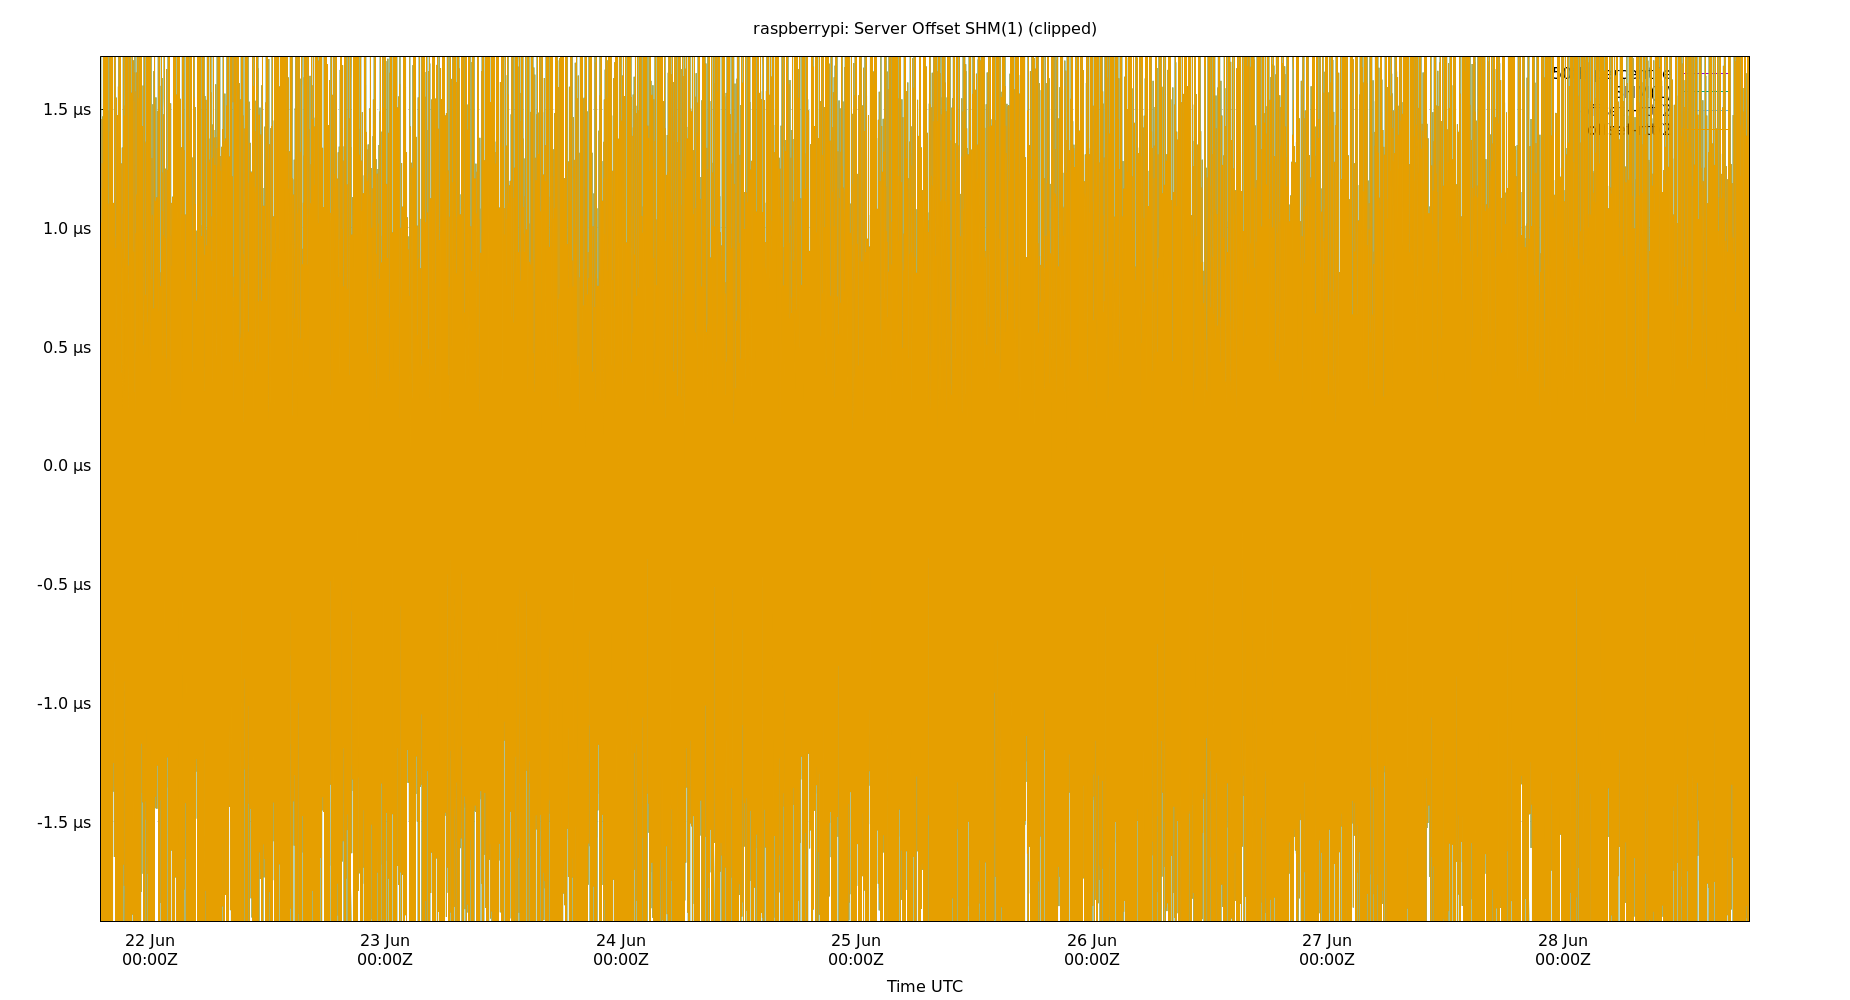 raspberrypi: Server Offset SHM(1) (clipped)
1.5 µs
1.0 µs
0.5 µs
0.0 µs
-0.5 µs
-1.0 µs
-1.5 µs
22 Jun 23 Jun 24 Jun 25 Jun 26 Jun 27 Jun 28 Jun
00:00Z 00:00Z 00:00Z 00:00Z 00:00Z 00:00Z 00:00Z
Time UTC